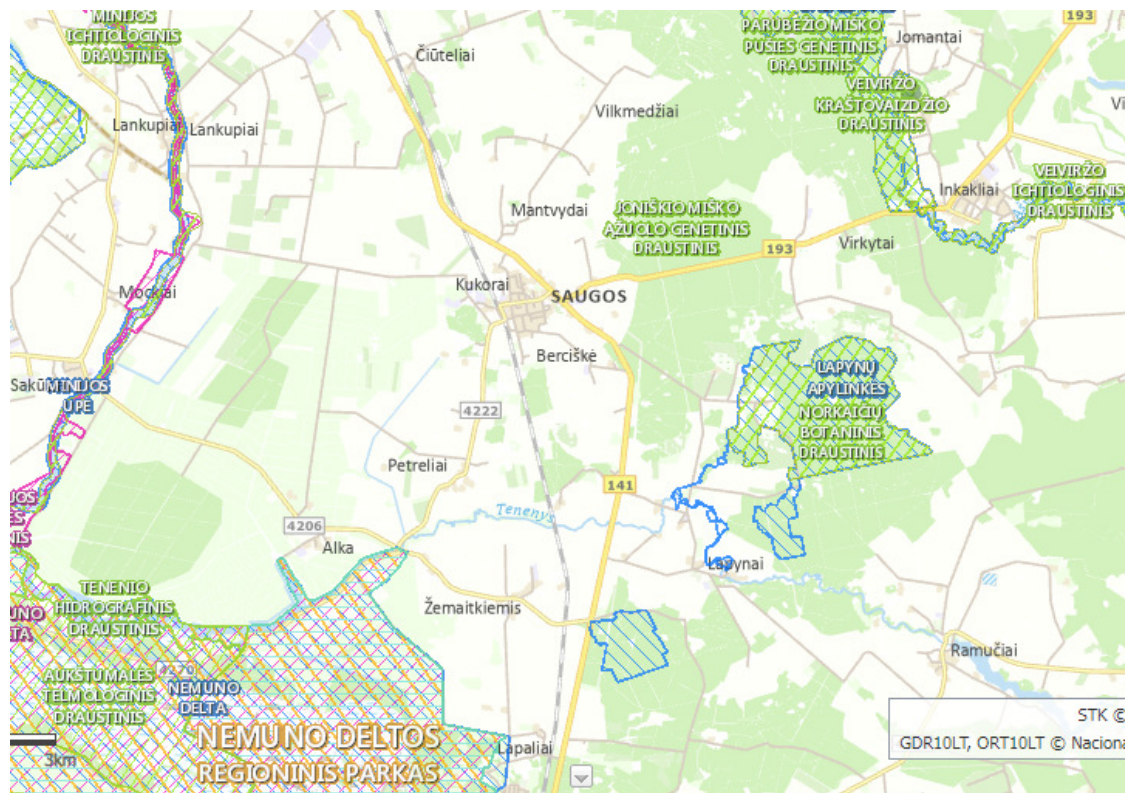 MINIJOS
ICHTIOLOGINIS
DRAUSTINIS
Čiūteliai
PARUBĖŽIO MIŠKO
PUŠIES GENETINIS
DRAUSTINIS
193
Jomantai
VEIVIRŽO
KRAŠTOVAIZDŽIO
DRAUSTINIS
Vilkmedžiai
Lankupiai
Lankupiai
VEIVIRŽO
ICHTIOLOGINIS
DRAUSTINIS
Inkakliai
Mantvydai
JONIŠKIO MIŠKO
ĄŽUOLO GENETINIS
DRAUSTINIS
193
Virkytai
Mockiai
Kukorai
SAUGOS
Berciškė
LAPYNŲ
APYLINKĖS
NORKAIČIŲ
BOTANINIS
DRAUSTINIS
MINIJOS
UPĖ
4222
Petreliai
141
Tenenys
4206
Alka
Lapynai
TENENIO
HIDROGRAFINIS
DRAUSTINIS
Žemaitkiemis
Ramučiai
4270
AUKŠTUMALĖS
TELMOLOGINIS
DRAUSTINIS
NEMUNO
DELTA
NEMUNO DELTOS
REGIONINIS PARKAS
Lapaliai
3km
STK ©
GDR10LT, ORT10LT © Naciona